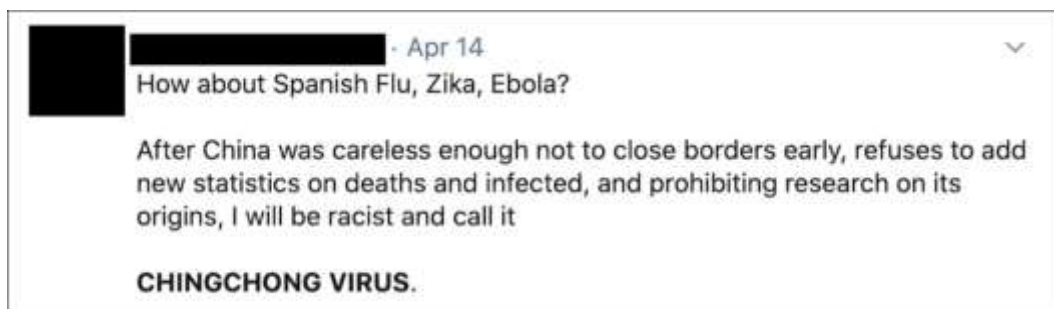 · Apr 14
How about Spanish Flu, Zika, Ebola?
After China was careless enough not to close borders early, refuses to add
new statistics on deaths and infected, and prohibiting research on its
origins, I will be racist and call it
CHINGCHONG VIRUS.